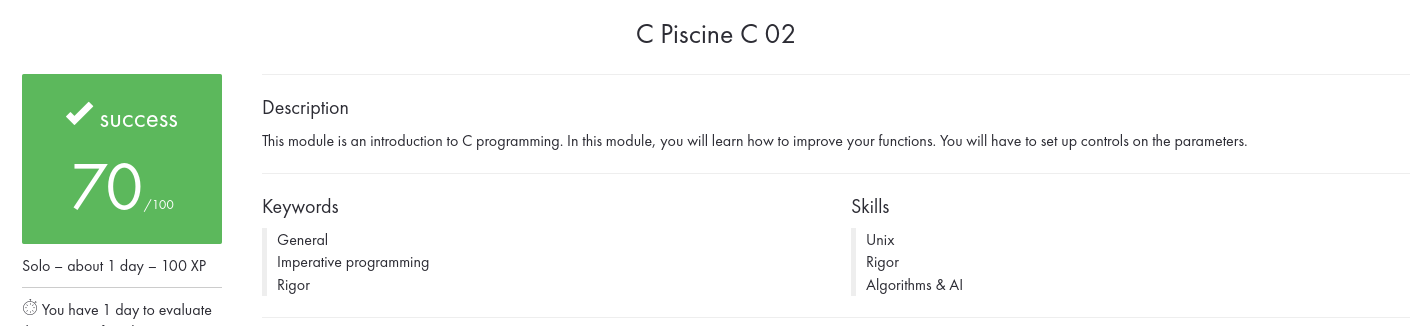 C Piscine C 02
success
70 /100
Solo – about 1 day – 100 XP
You have 1 day to evaluate
Description
This module is an introduction to C programming. In this module, you will learn how to improve your functions. You will have to set up controls on the parameters.
Keywords
General
Imperative programming
Rigor
Skills
Unix
Rigor
Algorithms & AI